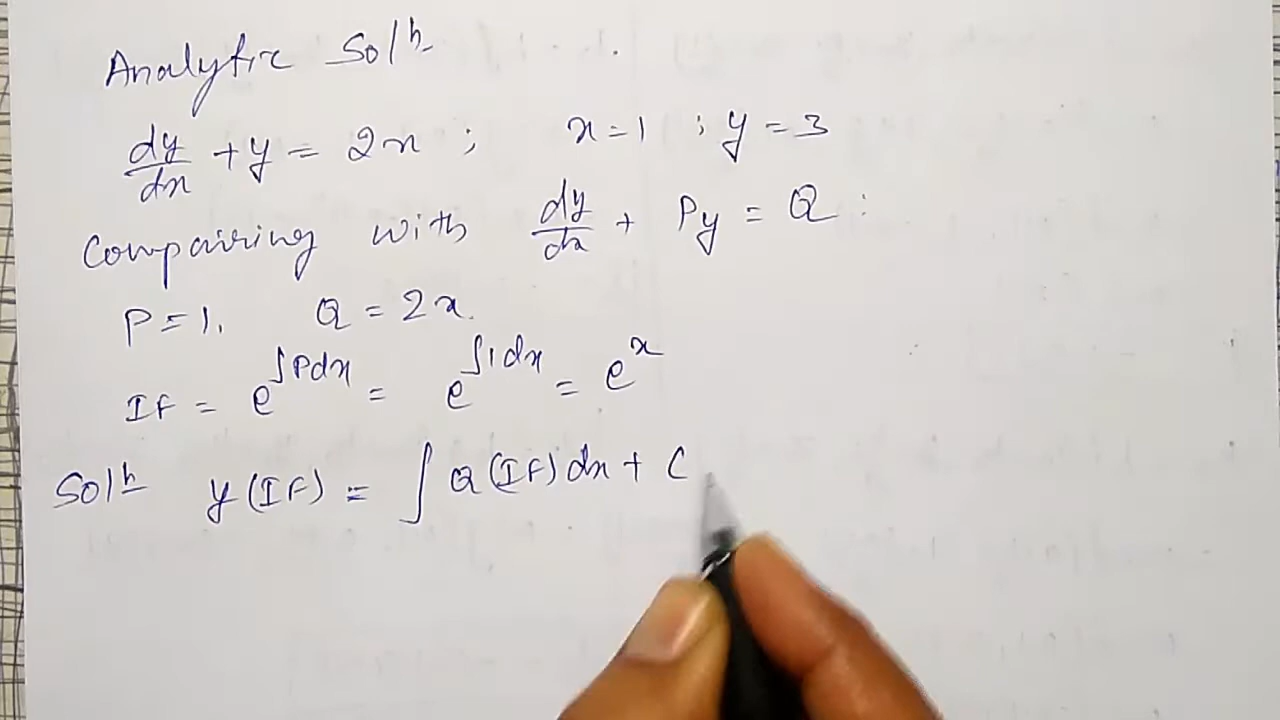 Analytic Solⁿ
dy/dx + y = 2x ; x = 1 ; y = 3
Compairing with dy/dx + Py = Q :
P = 1. Q = 2x.
IF = e^∫Pdx = e^∫1dx = e^x
Solⁿ y(IF) = ∫ Q(IF)dx + C